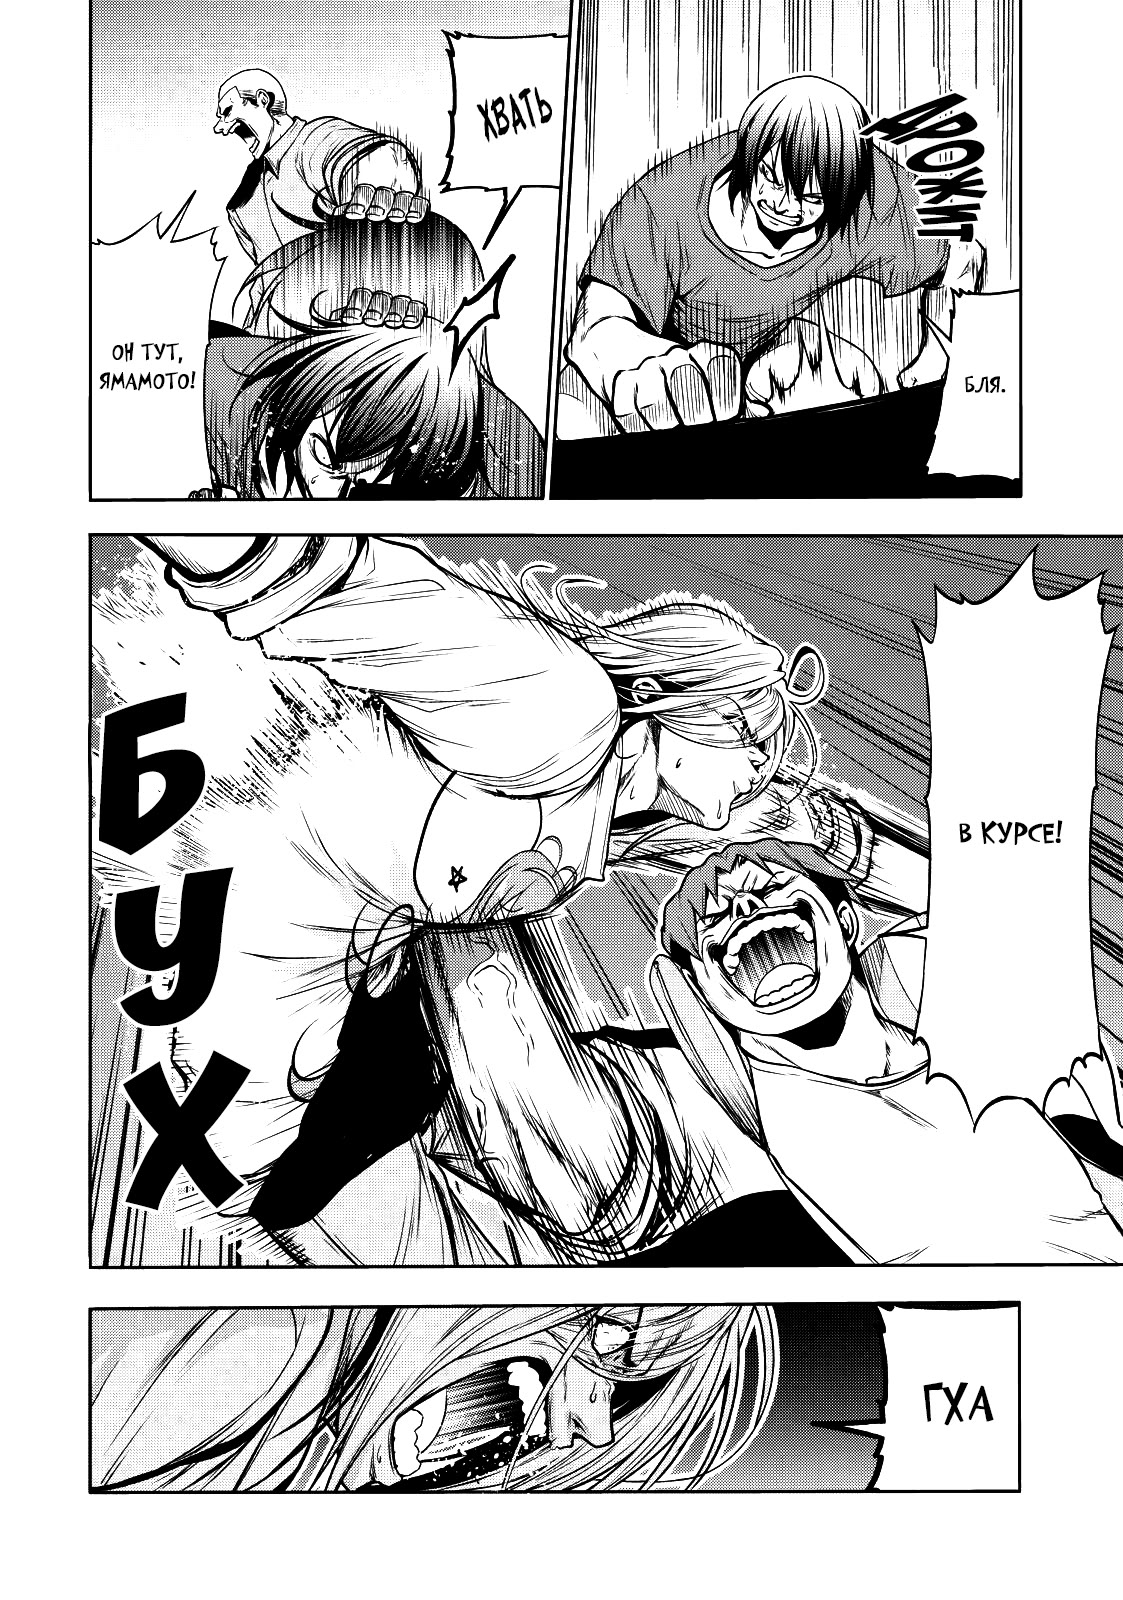 ДРОЖИТ
БЛЯ.
ХВАТЬ
ОН ТУТ,
ЯМАМОТО!
В КУРСЕ!
БУХ
ГХА